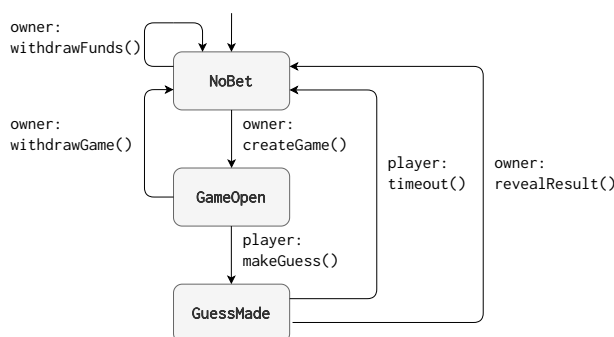 owner:
withdrawFunds()
NoBet
owner:
withdrawGame()
owner:
createGame()
player:
timeout()
owner:
revealResult()
GameOpen
player:
makeGuess()
GuessMade